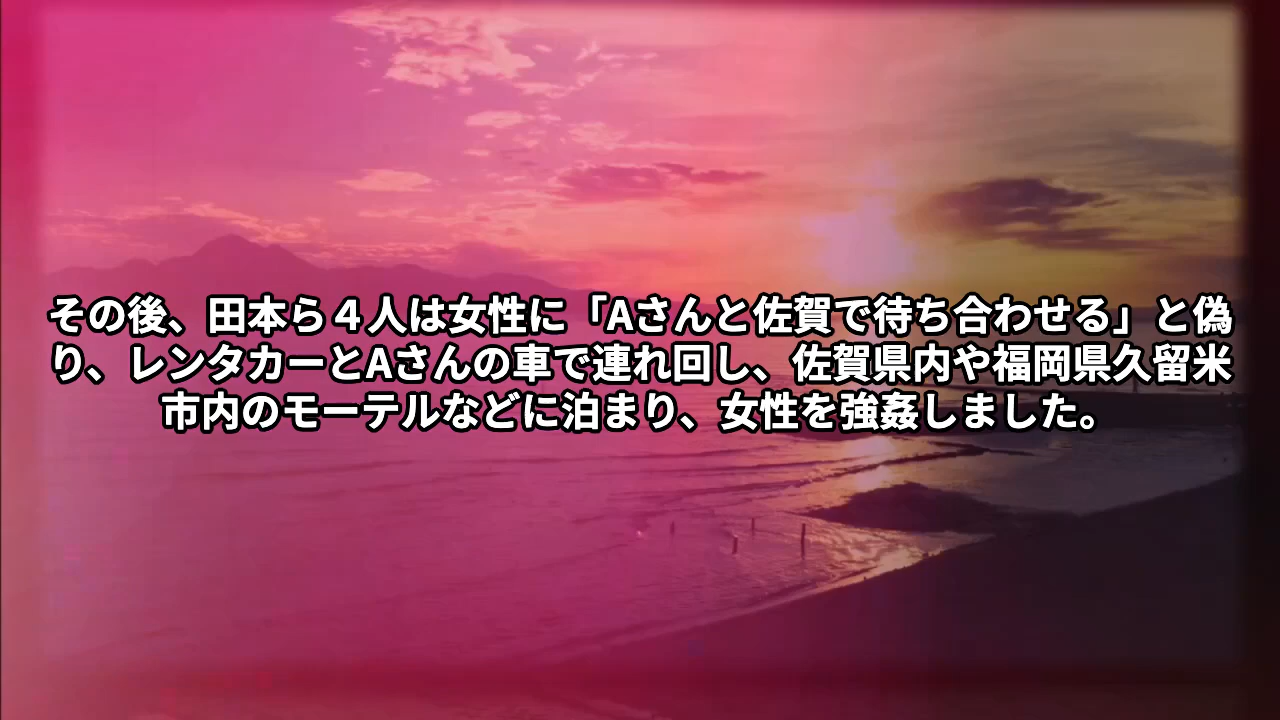 その後、田本ら４人は女性に「Aさんと佐賀で待ち合わせる」と偽
り、レンタカーとAさんの車で連れ回し、佐賀県内や福岡県久留米
市内のモーテルなどに泊まり、女性を強姦しました。